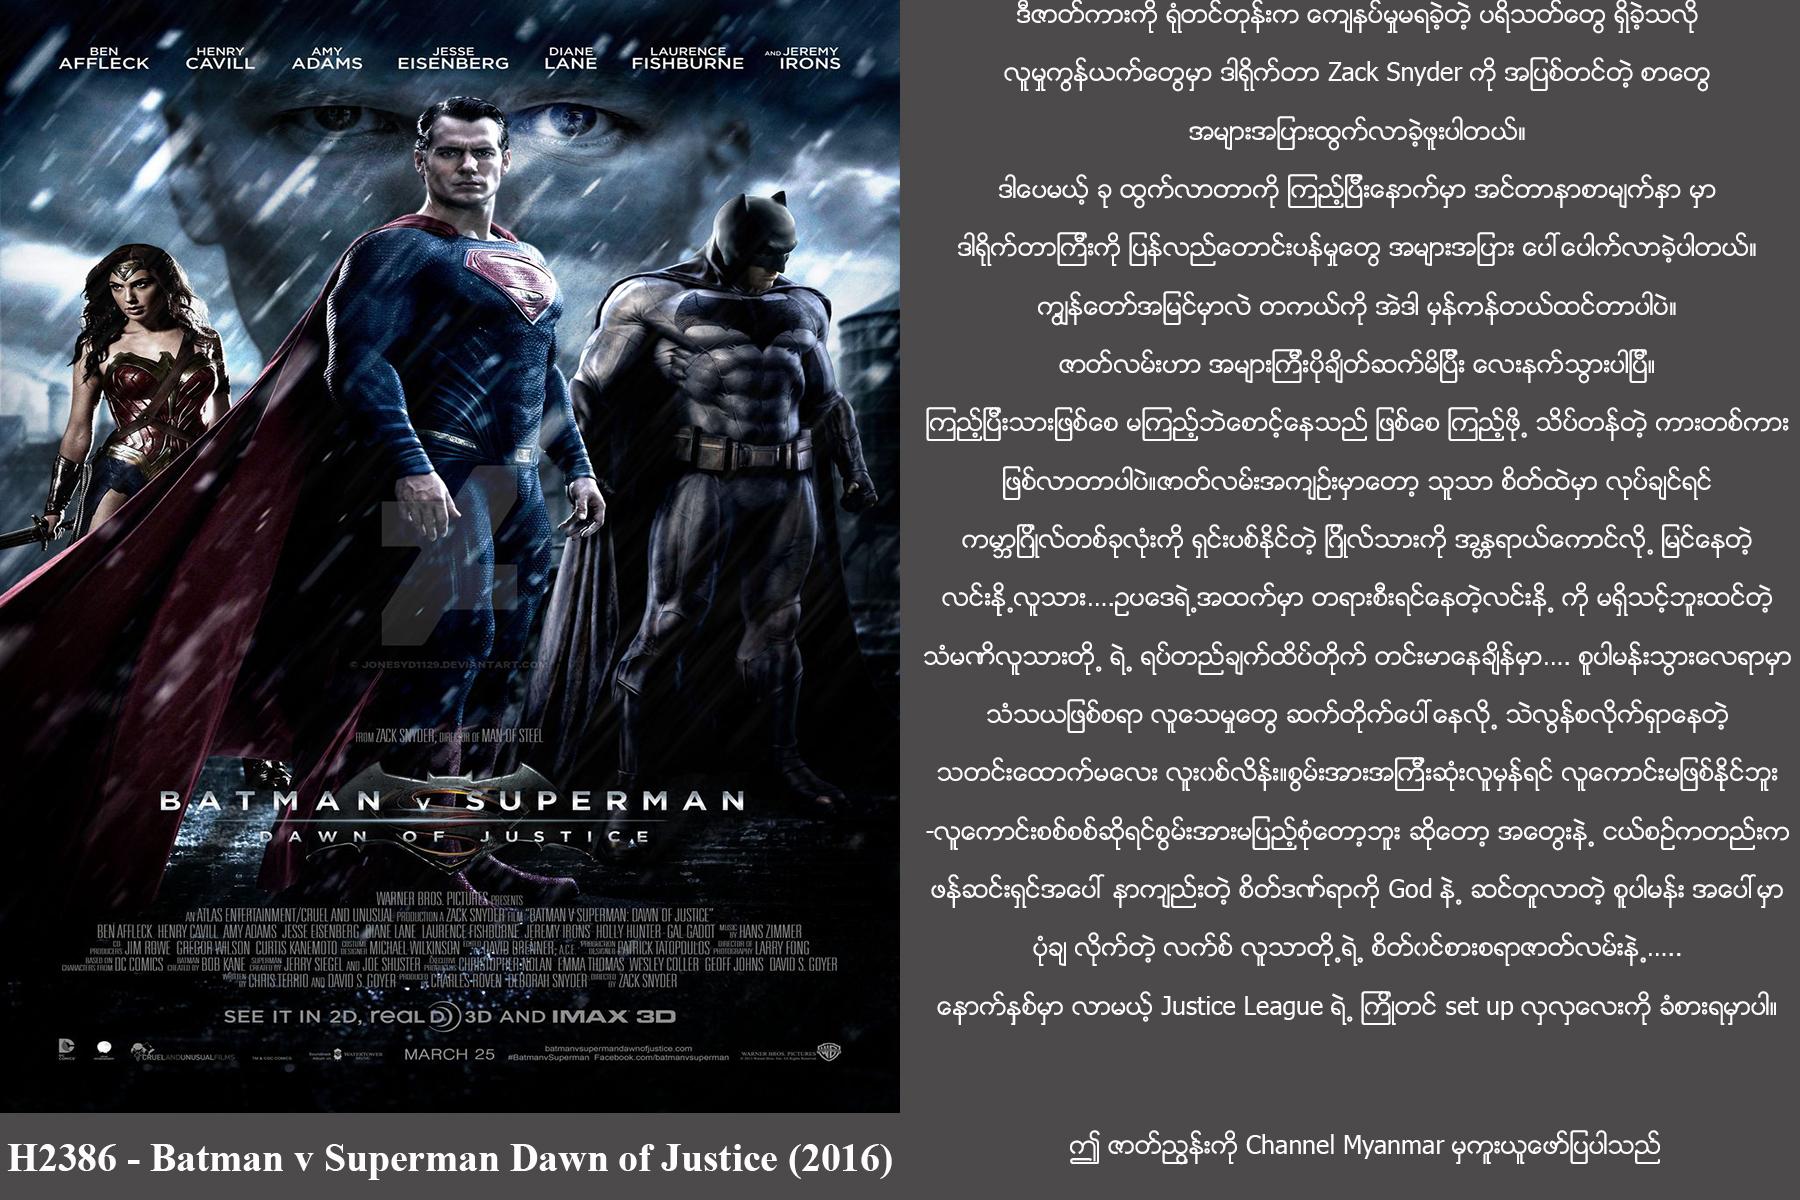 BEN AFFLECK HENRY CAVILL AMY ADAMS JESSE EISENBERG DIANE LANE LAURENCE FISHBURNE AND JEREMY IRONS
© JONESYD1129.DEVIANTART.COM
FROM ZACK SNYDER, DIRECTOR OF MAN OF STEEL
BATMAN v SUPERMAN
DAWN OF JUSTICE
WARNER BROS. PICTURES PRESENTS
AN ATLAS ENTERTAINMENT/CRUEL AND UNUSUAL PRODUCTION A ZACK SNYDER FILM "BATMAN V SUPERMAN: DAWN OF JUSTICE"
BEN AFFLECK HENRY CAVILL AMY ADAMS JESSE EISENBERG DIANE LANE LAURENCE FISHBURNE JEREMY IRONS HOLLY HUNTER GAL GADOT MUSIC BY HANS ZIMMER
CO-PRODUCERS JIM ROWE GREGOR WILSON CURTIS KANEMOTO COSTUME DESIGNER MICHAEL WILKINSON EDITED BY DAVID BRENNER, A.C.E. PRODUCTION DESIGNER PATRICK TATOPOULOS DIRECTOR OF PHOTOGRAPHY LARRY FONG
BASED ON CHARACTERS FROM DC COMICS BATMAN CREATED BY BOB KANE SUPERMAN CREATED BY JERRY SIEGEL AND JOE SHUSTER EXECUTIVE PRODUCERS CHRISTOPHER NOLAN EMMA THOMAS WESLEY COLLER GEOFF JOHNS DAVID S. GOYER
WRITTEN BY CHRIS TERRIO AND DAVID S. GOYER PRODUCED BY CHARLES ROVEN DEBORAH SNYDER DIRECTED BY ZACK SNYDER
SEE IT IN 2D, REAL D 3D AND IMAX 3D
DC COMICS CRUELANDUNUSUALFILMS TM & © DC COMICS Soundtrack Album on WATERTOWER MUSIC MARCH 25 batmanvsupermandawnofjustice.com
#BatmanvSuperman Facebook.com/batmanvsuperman WARNER BROS. PICTURES
H2386 - Batman v Superman Dawn of Justice (2016)
ဒီဇာတ်ကားကို ရုံတင်တုန်းက ကျေနပ်မှုမရခဲ့တဲ့ ပရိသတ်တွေ ရှိခဲ့သလို
လူမှုကွန်ယက်တွေမှာ ဒါရိုက်တာ Zack Snyder ကို အပြစ်တင်တဲ့ စာတွေ
အများအပြားထွက်လာခဲ့ဖူးပါတယ်။
ဒါပေမယ့် ခု ထွက်လာတာကို ကြည့်ပြီးနောက်မှာ အင်တာနာစာမျက်နှာ မှာ
ဒါရိုက်တာကြီးကို ပြန်လည်တောင်းပန်မှုတွေ အများအပြား ပေါ်ပေါက်လာခဲ့ပါတယ်။
ကျွန်တော်အမြင်မှာလဲ တကယ်ကို အဲဒါ မှန်ကန်တယ်ထင်တာပါပဲ။
ဇာတ်လမ်းဟာ အများကြီးပိုချိတ်ဆက်မိပြီး လေးနက်သွားပါပြီ။
ကြည့်ပြီးသားဖြစ်စေ မကြည့်ဘဲစောင့်နေသည် ဖြစ်စေ ကြည့်ဖို့ သိပ်တန်တဲ့ ကားတစ်ကား
ဖြစ်လာတာပါပဲ။ဇာတ်လမ်းအကျဉ်းမှာတော့ သူသာ စိတ်ထဲမှာ လုပ်ချင်ရင်
ကမ္ဘာဂြိုလ်တစ်ခုလုံးကို ရှင်းပစ်နိုင်တဲ့ ဂြိုလ်သားကို အန္တရာယ်ကောင်လို့ မြင်နေတဲ့
လင်းနို့လူသား....ဥပဒေရဲ့အထက်မှာ တရားစီးရင်နေတဲ့လင်းနို့ ကို မရှိသင့်ဘူးထင်တဲ့
သံမဏိလူသားတို့ ရဲ့ ရပ်တည်ချက်ထိပ်တိုက် တင်းမာနေချိန်မှာ.... စူပါမန်းသွားလေရာမှာ
သံသယဖြစ်စရာ လူသေမှုတွေ ဆက်တိုက်ပေါ်နေလို့ သဲလွန်စလိုက်ရှာနေတဲ့
သတင်းထောက်မလေး လူးဝစ်လိန်း။စွမ်းအားအကြီးဆုံးလူမှန်ရင် လူကောင်းမဖြစ်နိုင်ဘူး
-လူကောင်းစစ်စစ်ဆိုရင်စွမ်းအားမပြည့်စုံတော့ဘူး ဆိုတော့ အတွေးနဲ့ ငယ်စဉ်ကတည်းက
ဖန်ဆင်းရှင်အပေါ် နာကျည်းတဲ့ စိတ်ဒဏ်ရာကို God နဲ့ ဆင်တူလာတဲ့ စူပါမန်း အပေါ်မှာ
ပုံချ လိုက်တဲ့ လက်စ် လူသာတို့ရဲ့ စိတ်ဝင်စားစရာဇာတ်လမ်းနဲ့.....
နောက်နှစ်မှာ လာမယ့် Justice League ရဲ့ ကြိုတင် set up လှလှလေးကို ခံစားရမှာပါ။
ဤ ဇာတ်ညွှန်းကို Channel Myanmar မှကူးယူဖော်ပြပါသည်